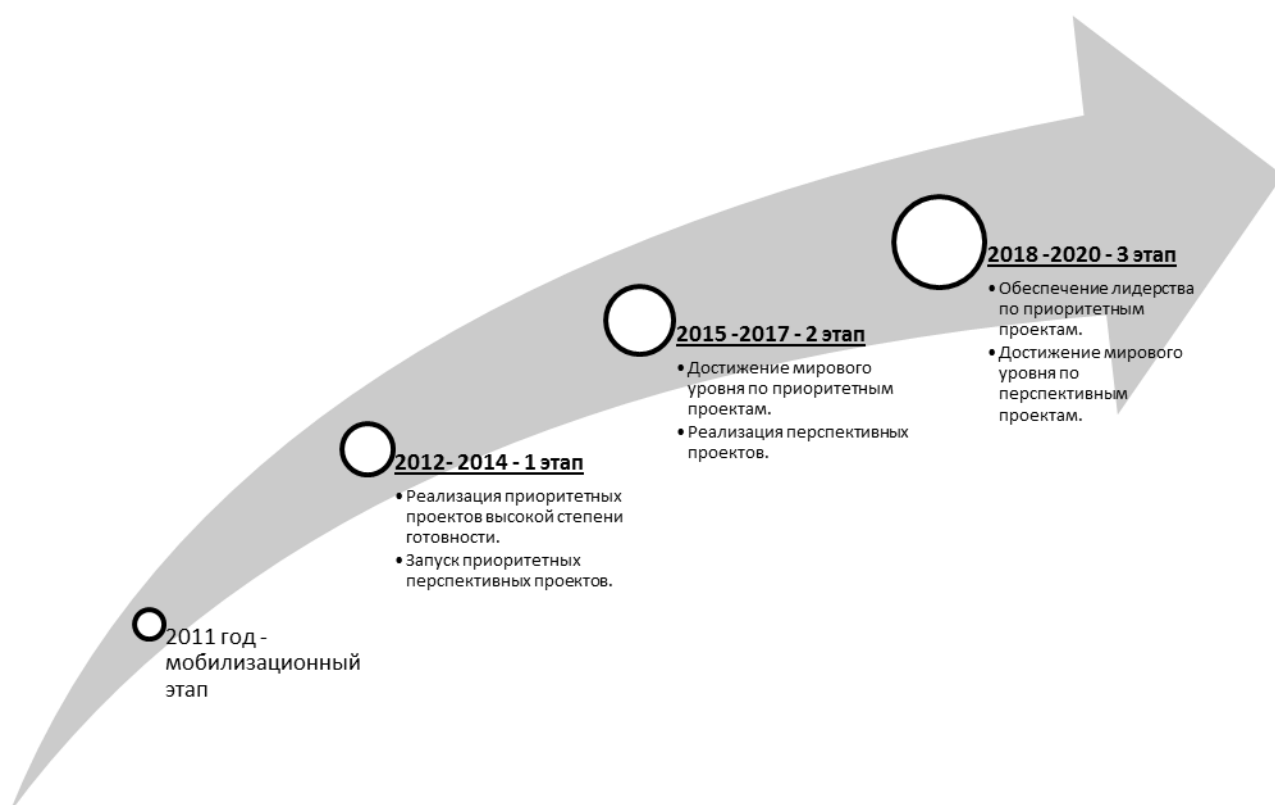 2011 год -
мобилизационный
этап
2012- 2014 - 1 этап
• Реализация приоритетных
проектов высокой степени
готовности.
• Запуск приоритетных
перспективных проектов.
2015 -2017 - 2 этап
• Достижение мирового
уровня по приоритетным
проектам.
• Реализация перспективных
проектов.
2018 -2020 - 3 этап
• Обеспечение лидерства
по приоритетным
проектам.
• Достижение мирового
уровня по
перспективным
проектам.